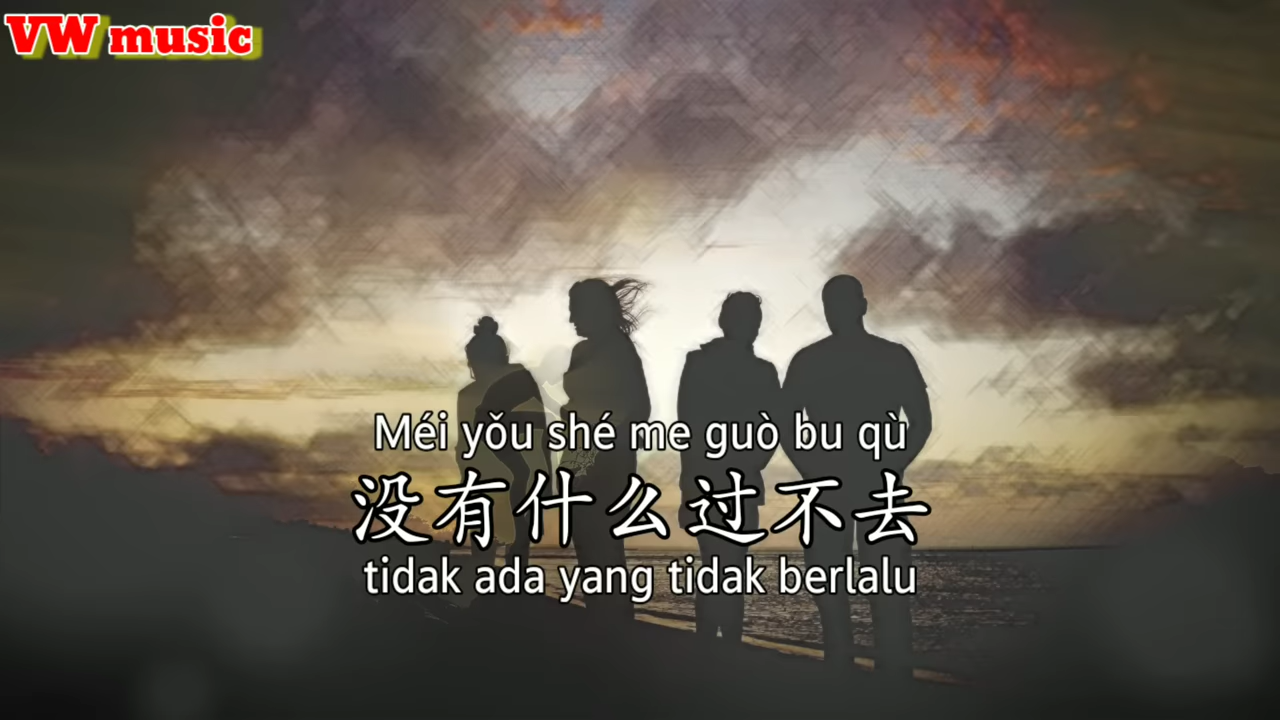 VW music
Méi yǒu shé me guò bu qù
没有什么过不去
tidak ada yang tidak berlalu